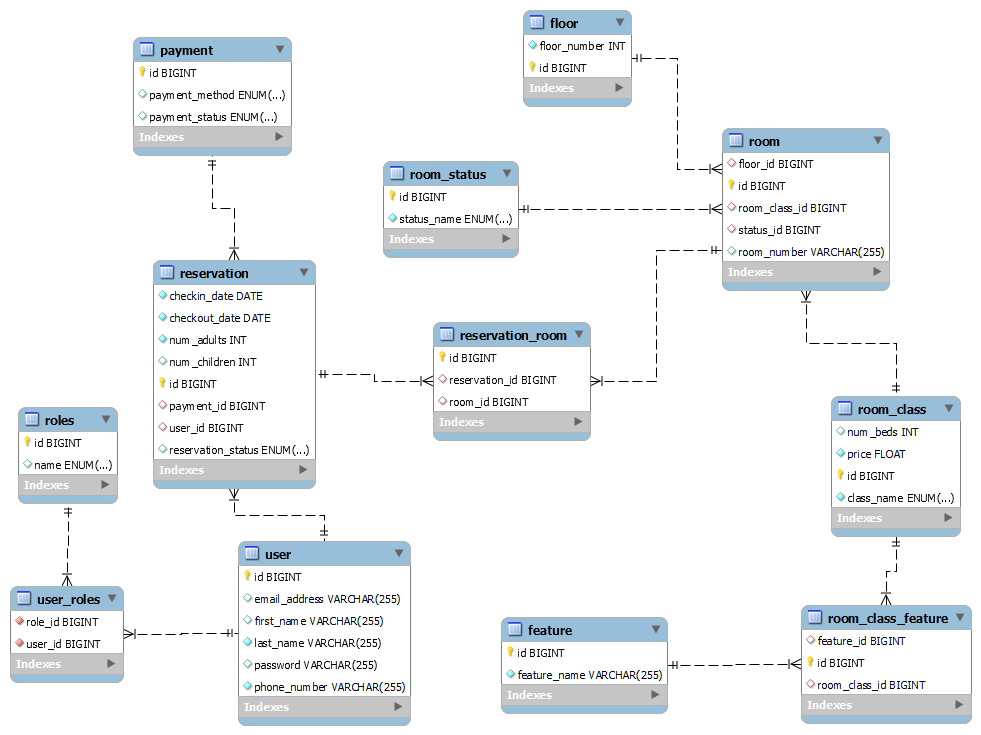 floor
floor_number INT
id BIGINT
Indexes
payment
id BIGINT
payment_method ENUM(...)
payment_status ENUM(...)
Indexes
room
floor_id BIGINT
id BIGINT
room_class_id BIGINT
status_id BIGINT
room_number VARCHAR(255)
Indexes
room_status
id BIGINT
status_name ENUM(...)
Indexes
reservation
checkin_date DATE
checkout_date DATE
num_adults INT
num_children INT
id BIGINT
payment_id BIGINT
user_id BIGINT
reservation_status ENUM(...)
Indexes
reservation_room
id BIGINT
reservation_id BIGINT
room_id BIGINT
Indexes
room_class
num_beds INT
price FLOAT
id BIGINT
class_name ENUM(...)
Indexes
roles
id BIGINT
name ENUM(...)
Indexes
user
id BIGINT
email_address VARCHAR(255)
first_name VARCHAR(255)
last_name VARCHAR(255)
password VARCHAR(255)
phone_number VARCHAR(255)
Indexes
user_roles
role_id BIGINT
user_id BIGINT
Indexes
feature
id BIGINT
feature_name VARCHAR(255)
Indexes
room_class_feature
feature_id BIGINT
id BIGINT
room_class_id BIGINT
Indexes